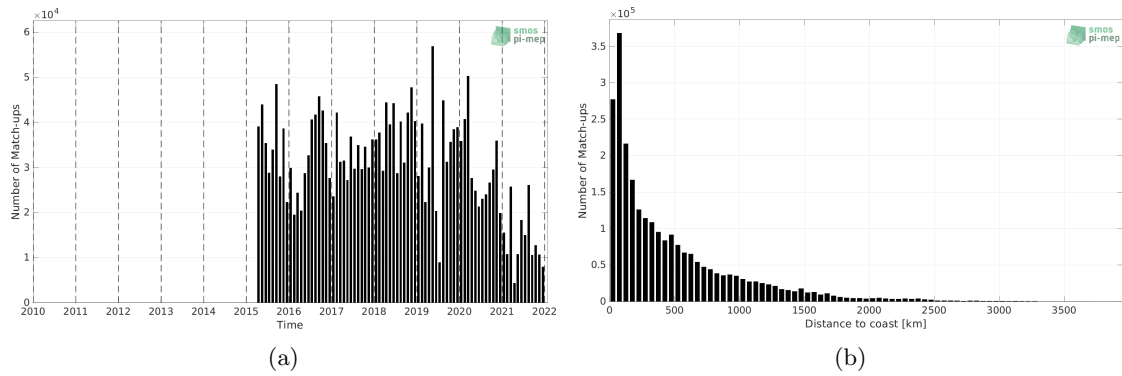 ×10⁴
6
5
4
3
2
1
0
Number of Match-ups
2010 2011 2012 2013 2014 2015 2016 2017 2018 2019 2020 2021 2022
Time
smos
pi-mep
(a)
×10⁵
3.5
3
2.5
2
1.5
1
0.5
0
Number of Match-ups
0 500 1000 1500 2000 2500 3000 3500
Distance to coast [km]
smos
pi-mep
(b)